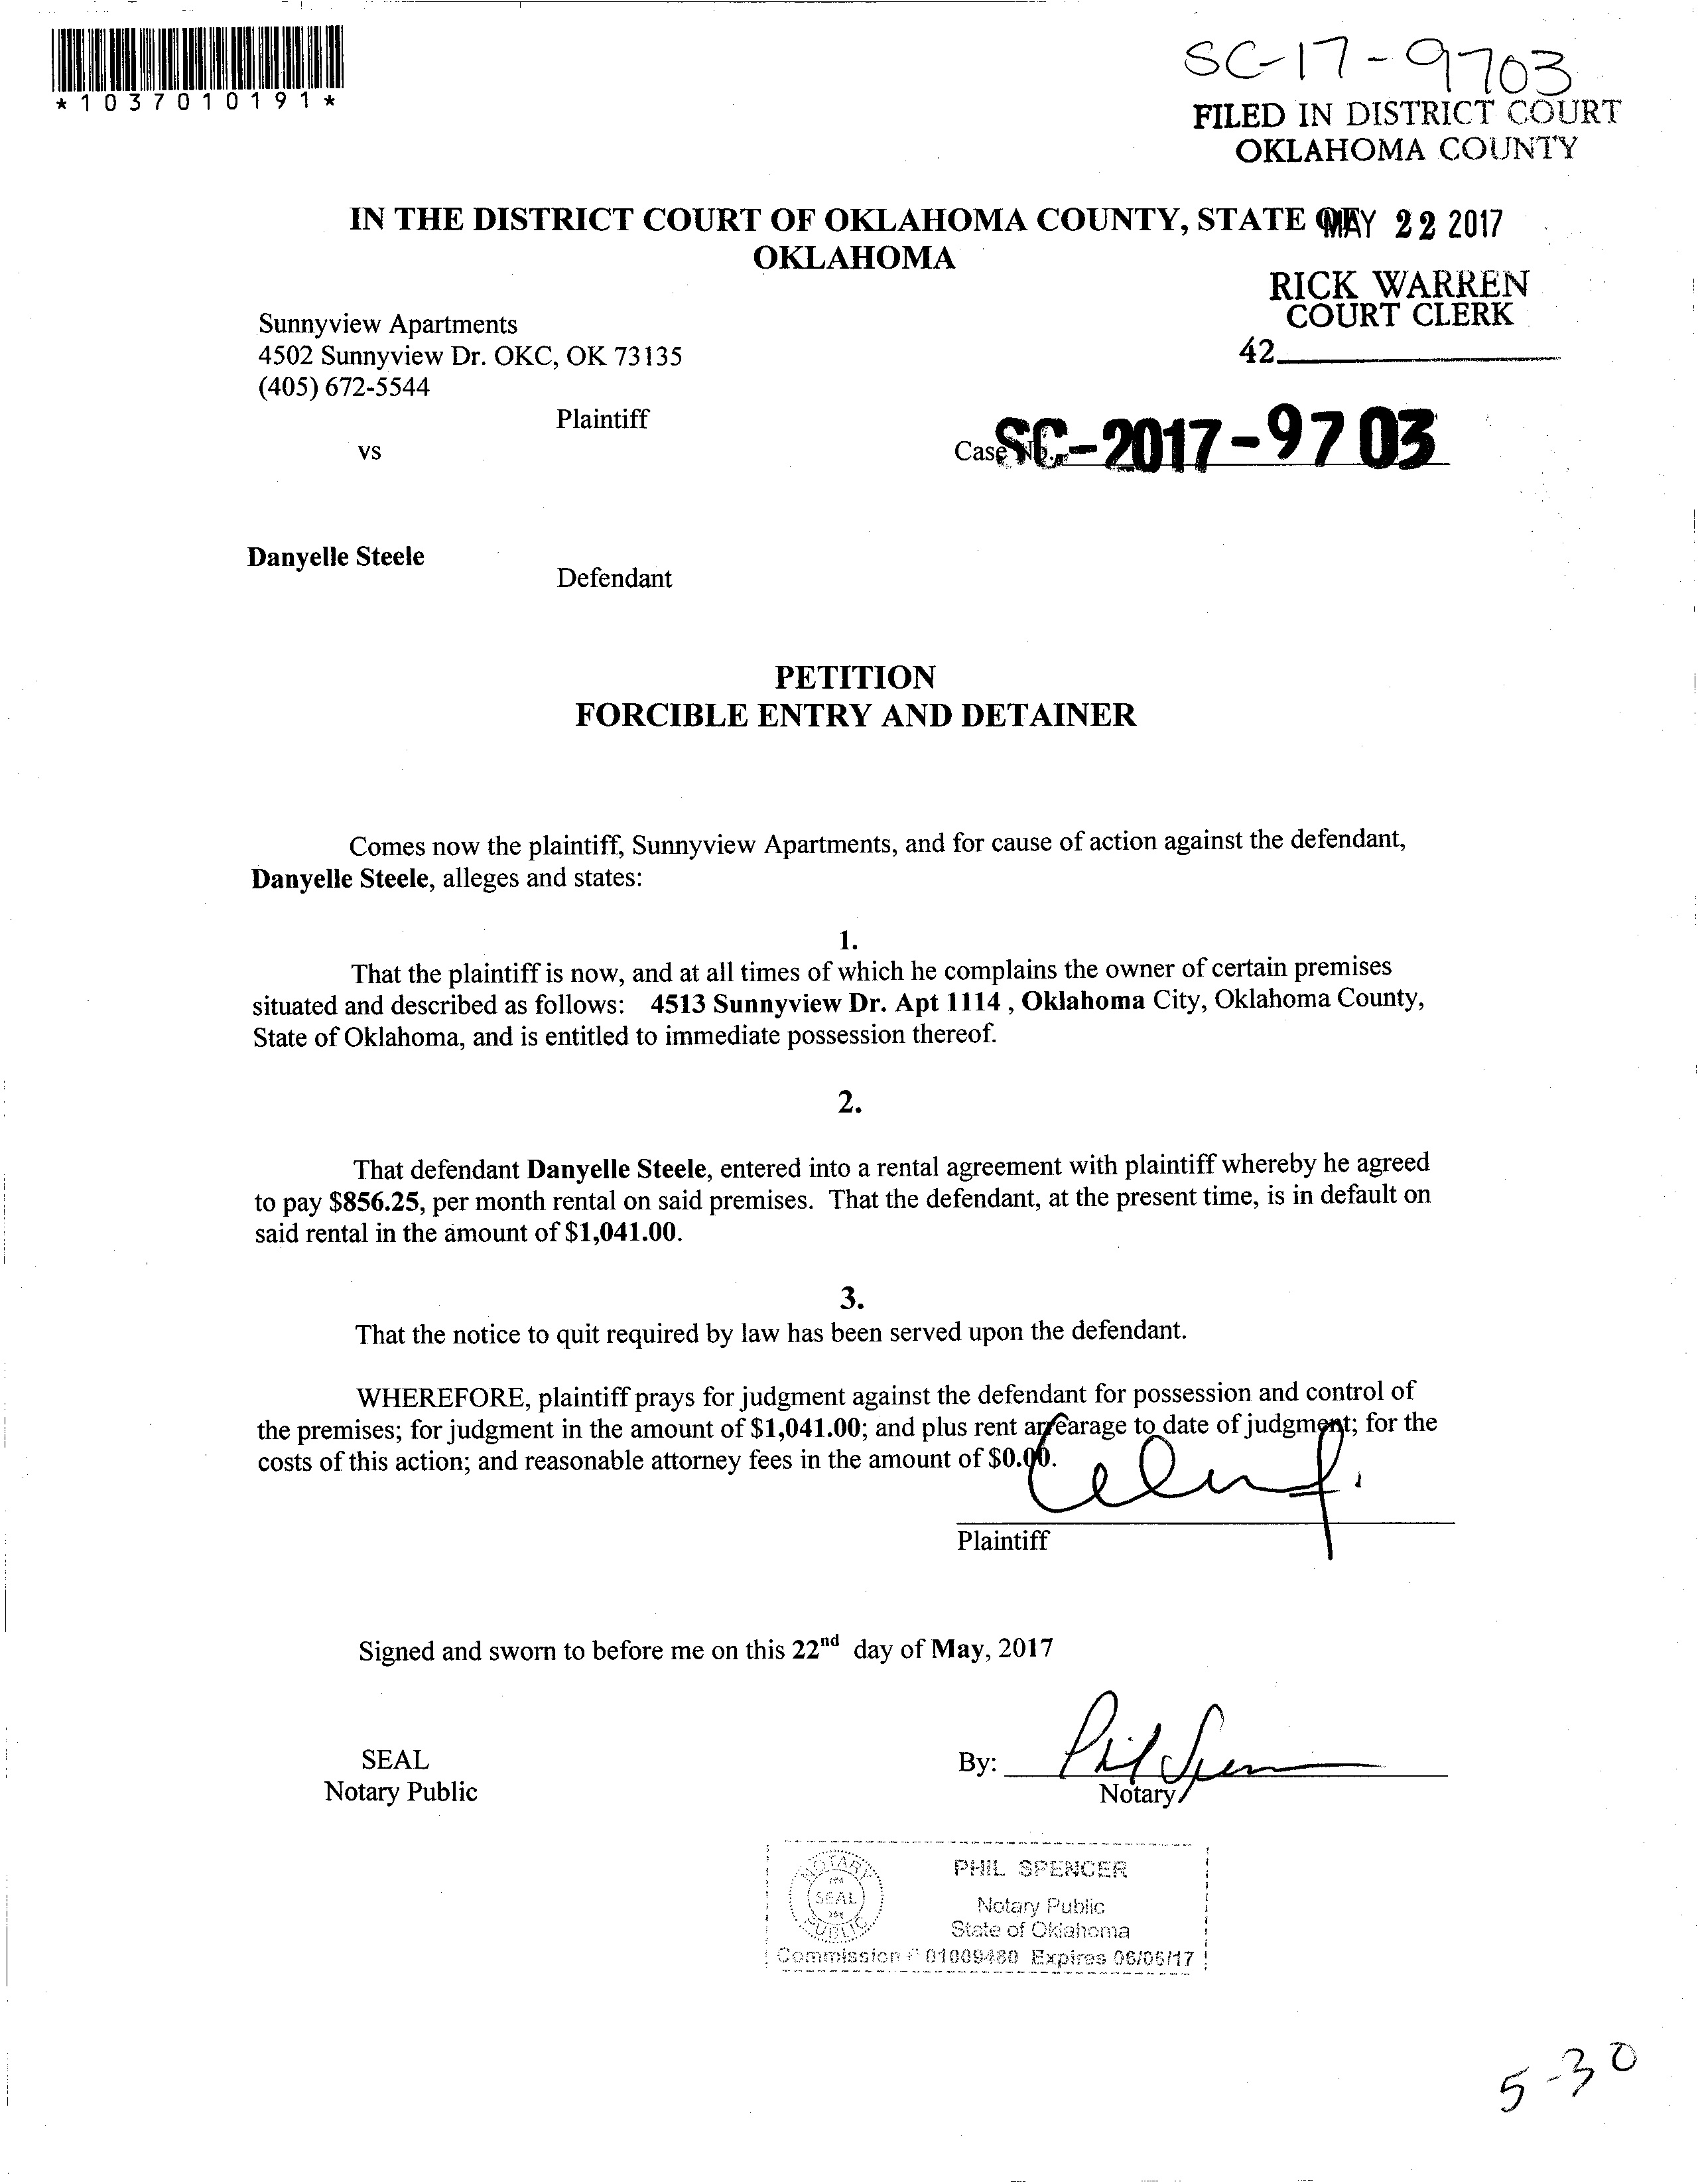 *1037010191*
SC-17-9703
FILED IN DISTRICT COURT
OKLAHOMA COUNTY
IN THE DISTRICT COURT OF OKLAHOMA COUNTY, STATE MAY 22 2017
OKLAHOMA
RICK WARREN
COURT CLERK
42
Sunnyview Apartments
4502 Sunnyview Dr. OKC, OK 73135
(405) 672-5544
Plaintiff
vs
Case No. SC-2017-9703
Danyelle Steele
Defendant
PETITION
FORCIBLE ENTRY AND DETAINER
Comes now the plaintiff, Sunnyview Apartments, and for cause of action against the defendant,
Danyelle Steele, alleges and states:
1.
That the plaintiff is now, and at all times of which he complains the owner of certain premises
situated and described as follows: 4513 Sunnyview Dr. Apt 1114 , Oklahoma City, Oklahoma County,
State of Oklahoma, and is entitled to immediate possession thereof.
2.
That defendant Danyelle Steele, entered into a rental agreement with plaintiff whereby he agreed
to pay $856.25, per month rental on said premises. That the defendant, at the present time, is in default on
said rental in the amount of $1,041.00.
3.
That the notice to quit required by law has been served upon the defendant.
WHEREFORE, plaintiff prays for judgment against the defendant for possession and control of
the premises; for judgment in the amount of $1,041.00; and plus rent arrearage to date of judgment; for the
costs of this action; and reasonable attorney fees in the amount of $0.00.
Plaintiff
Signed and sworn to before me on this 22nd day of May, 2017
SEAL
Notary Public
By: Phil Spencer
Notary
NOTARY
SEAL
PUBLIC
PHIL SPENCER
Notary Public
State of Oklahoma
Commission # 01009480 Expires 06/06/17
5-30